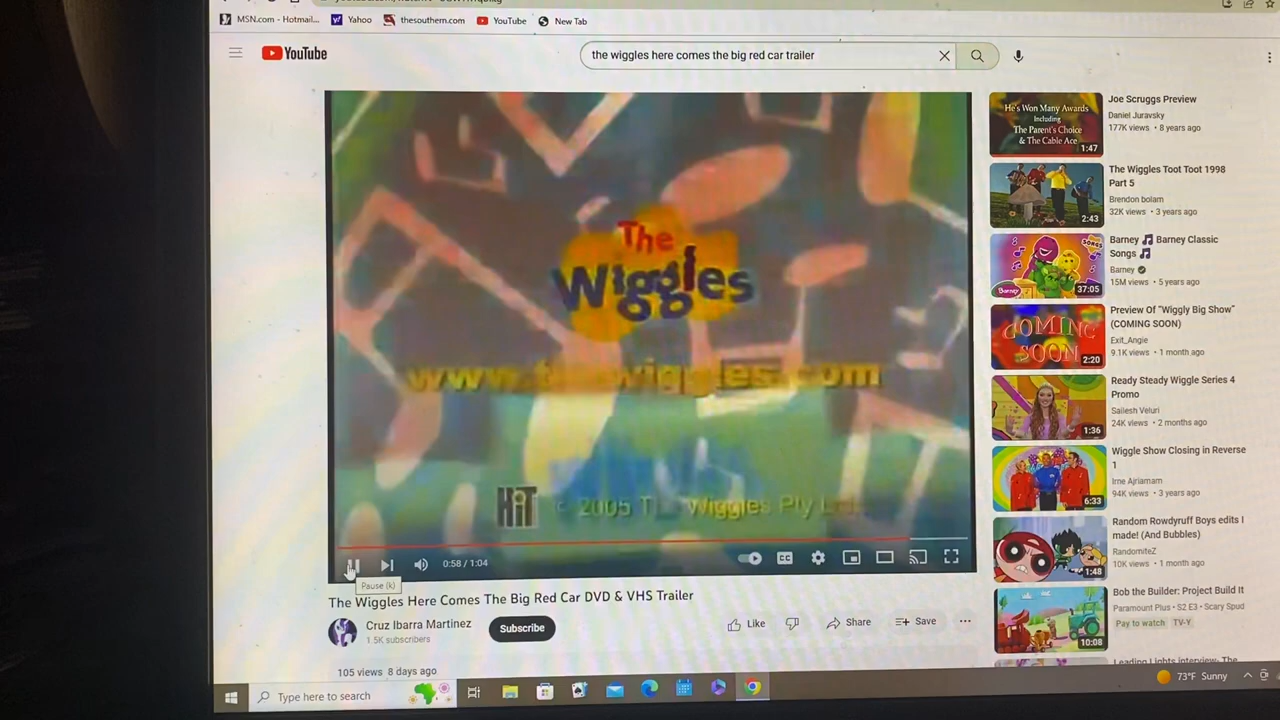 MSN.com - Hotmail...
Yahoo
thesouthern.com
YouTube
New Tab
YouTube
the wiggles here comes the big red car trailer
The
Wiggles
HiT
© 2005 The Wiggles Pty Ltd.
0:58 / 1:04
Pause (k)
The Wiggles Here Comes The Big Red Car DVD & VHS Trailer
Cruz Ibarra Martinez
1.5K subscribers
Subscribe
Like
Share
Save
105 views 8 days ago
He's Won Many Awards
Including
The Parent's Choice
& The Cable Ace
1:47
Joe Scruggs Preview
Daniel Juravsky
177K views • 8 years ago
2:43
The Wiggles Toot Toot 1998
Part 5
Brendon bolam
32K views • 3 years ago
SONGS
Barney
37:05
Barney 🎵 Barney Classic
Songs 🎵
Barney
15M views • 5 years ago
COMING
SOON
2:20
Preview Of "Wiggly Big Show"
(COMING SOON)
Exit_Angie
9.1K views • 1 month ago
1:36
Ready Steady Wiggle Series 4
Promo
Sailesh Veluri
24K views • 2 months ago
6:33
Wiggle Show Closing in Reverse
1
Irne Ajriamam
94K views • 3 years ago
1:48
Random Rowdyruff Boys edits I
made! (And Bubbles)
RandomiteZ
10K views • 1 month ago
10:08
Bob the Builder: Project Build It
Paramount Plus • S2 E3 • Scary Spud
Pay to watch
TV-Y
Leading Lights interview: The
Type here to search
73°F Sunny